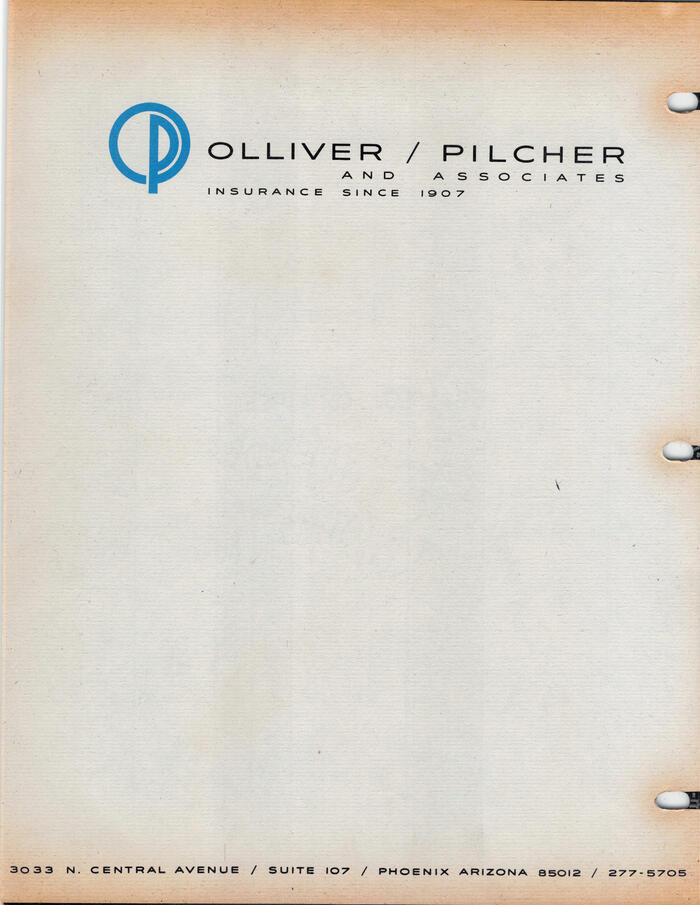 OLLIVER / PILCHER
AND ASSOCIATES
INSURANCE SINCE 1907
3033 N. CENTRAL AVENUE / SUITE 107 / PHOENIX ARIZONA 85012 / 277-5705